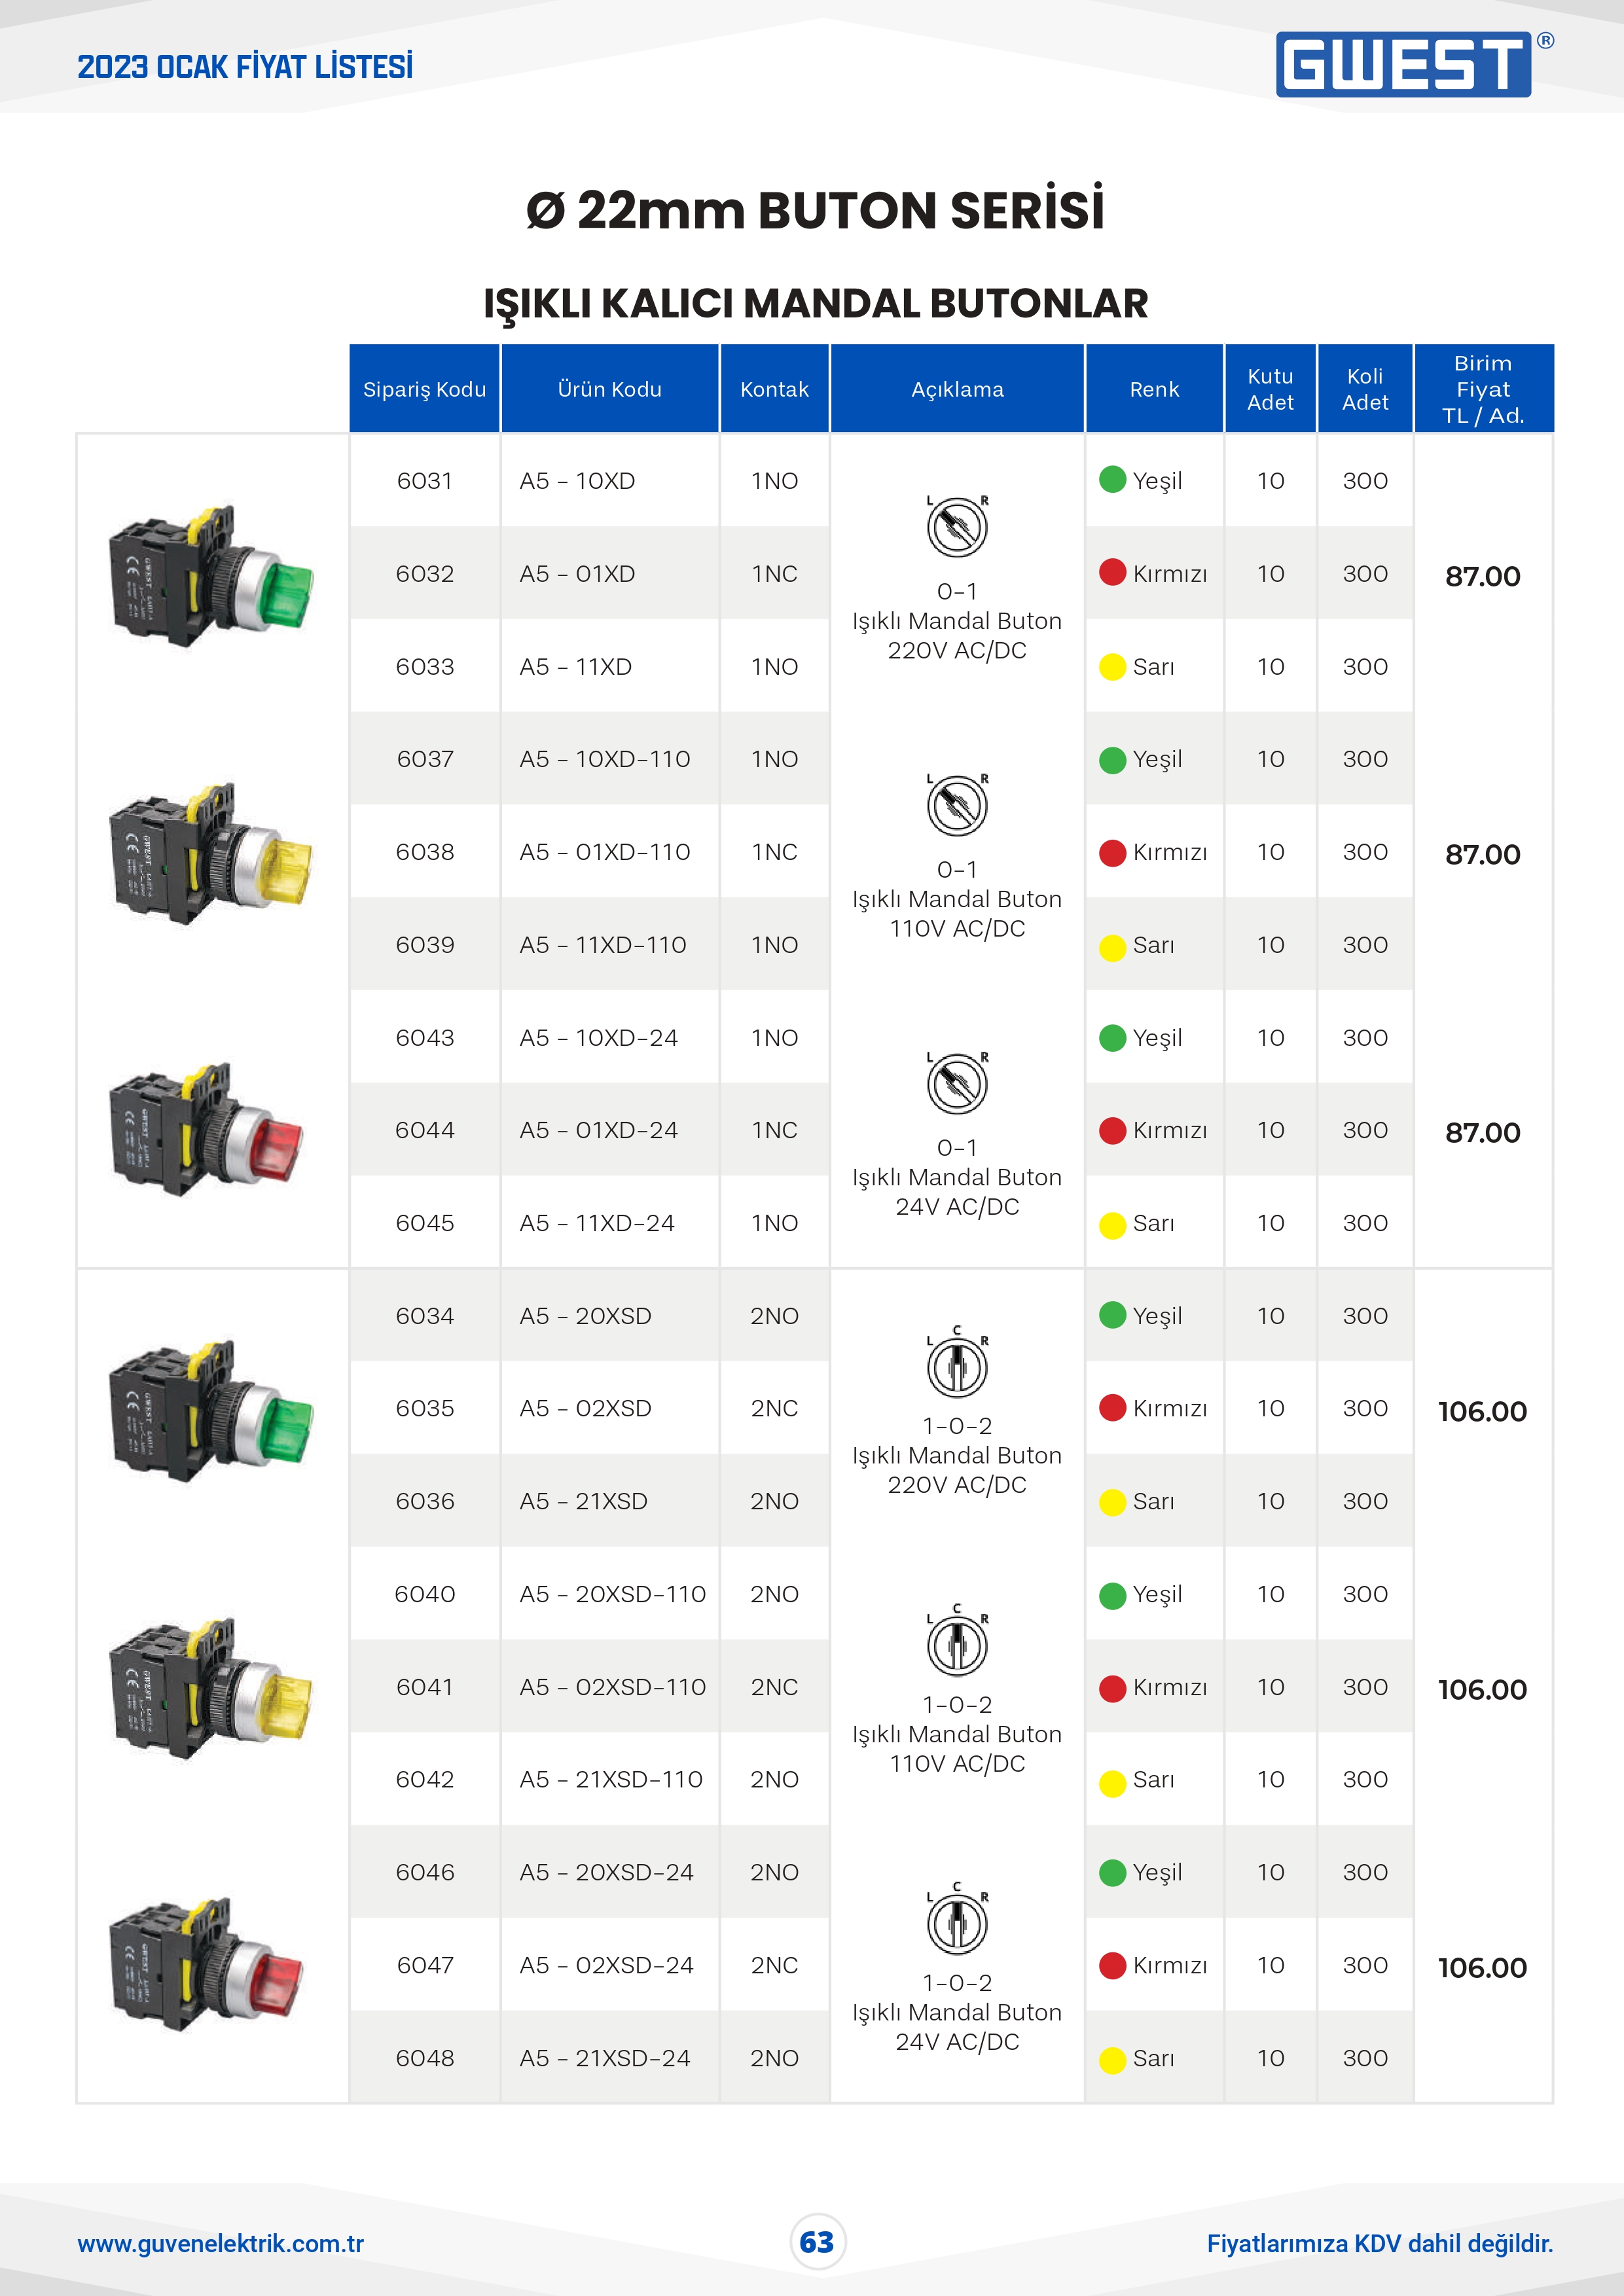 2023 OCAK FİYAT LİSTESİ
GWEST®
Ø 22mm BUTON SERİSİ
IŞIKLI KALICI MANDAL BUTONLAR
Sipariş Kodu Ürün Kodu Kontak Açıklama Renk Kutu Adet Koli Adet Birim Fiyat TL / Ad.
6031 A5 - 10XD 1NO Yeşil 10 300
L R
6032 A5 - 01XD 1NC Kırmızı 10 300 87.00
0-1
Işıklı Mandal Buton
220V AC/DC
6033 A5 - 11XD 1NO Sarı 10 300
6037 A5 - 10XD-110 1NO Yeşil 10 300
L R
6038 A5 - 01XD-110 1NC Kırmızı 10 300 87.00
0-1
Işıklı Mandal Buton
110V AC/DC
6039 A5 - 11XD-110 1NO Sarı 10 300
6043 A5 - 10XD-24 1NO Yeşil 10 300
L R
6044 A5 - 01XD-24 1NC Kırmızı 10 300 87.00
0-1
Işıklı Mandal Buton
24V AC/DC
6045 A5 - 11XD-24 1NO Sarı 10 300
6034 A5 - 20XSD 2NO Yeşil 10 300
L C R
6035 A5 - 02XSD 2NC Kırmızı 10 300 106.00
1-0-2
Işıklı Mandal Buton
220V AC/DC
6036 A5 - 21XSD 2NO Sarı 10 300
6040 A5 - 20XSD-110 2NO Yeşil 10 300
L C R
6041 A5 - 02XSD-110 2NC Kırmızı 10 300 106.00
1-0-2
Işıklı Mandal Buton
110V AC/DC
6042 A5 - 21XSD-110 2NO Sarı 10 300
6046 A5 - 20XSD-24 2NO Yeşil 10 300
L C R
6047 A5 - 02XSD-24 2NC Kırmızı 10 300 106.00
1-0-2
Işıklı Mandal Buton
24V AC/DC
6048 A5 - 21XSD-24 2NO Sarı 10 300
www.guvenelektrik.com.tr
63
Fiyatlarımıza KDV dahil değildir.